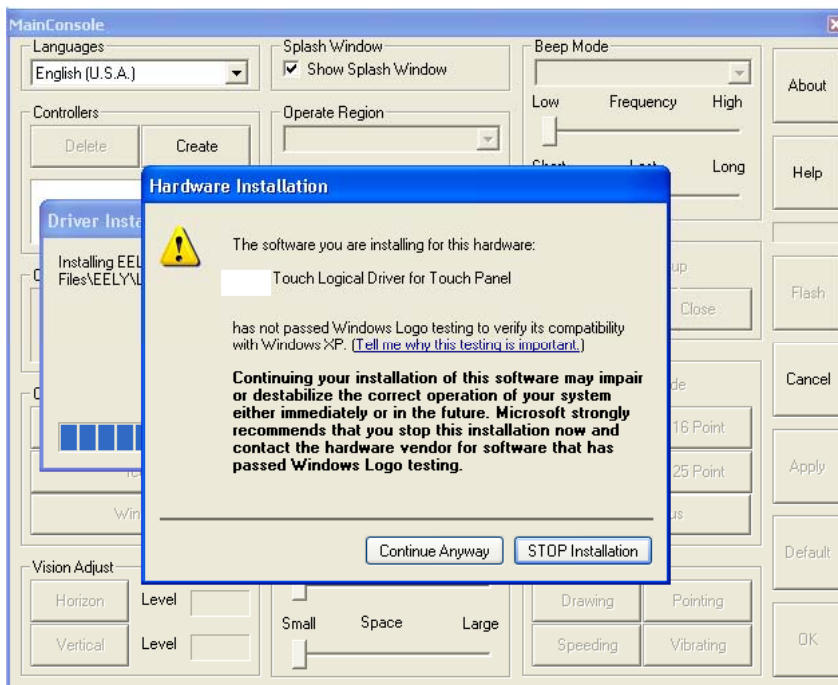 MainConsole
Languages
English (U.S.A.)
Splash Window
Show Splash Window
Beep Mode
Low Frequency High
Long
About
Help
Flash
Cancel
Apply
Default
OK
Controllers
Delete Create
Operate Region
Driver
Installing
Hardware Installation
The software you are installing for this hardware:
Touch Logical Driver for Touch Panel
has not passed Windows Logo testing to verify its compatibility
with Windows XP. (Tell me why this testing is important.)
Continuing your installation of this software may impair
or destabilize the correct operation of your system
either immediately or in the future. Microsoft strongly
recommends that you stop this installation now and
contact the hardware vendor for software that has
passed Windows Logo testing.
Continue Anyway STOP Installation
Close
16 Point
25 Point
Vision Adjust
Horizon Level
Vertical Level
Small Space Large
Drawing Pointing
Speeding Vibrating